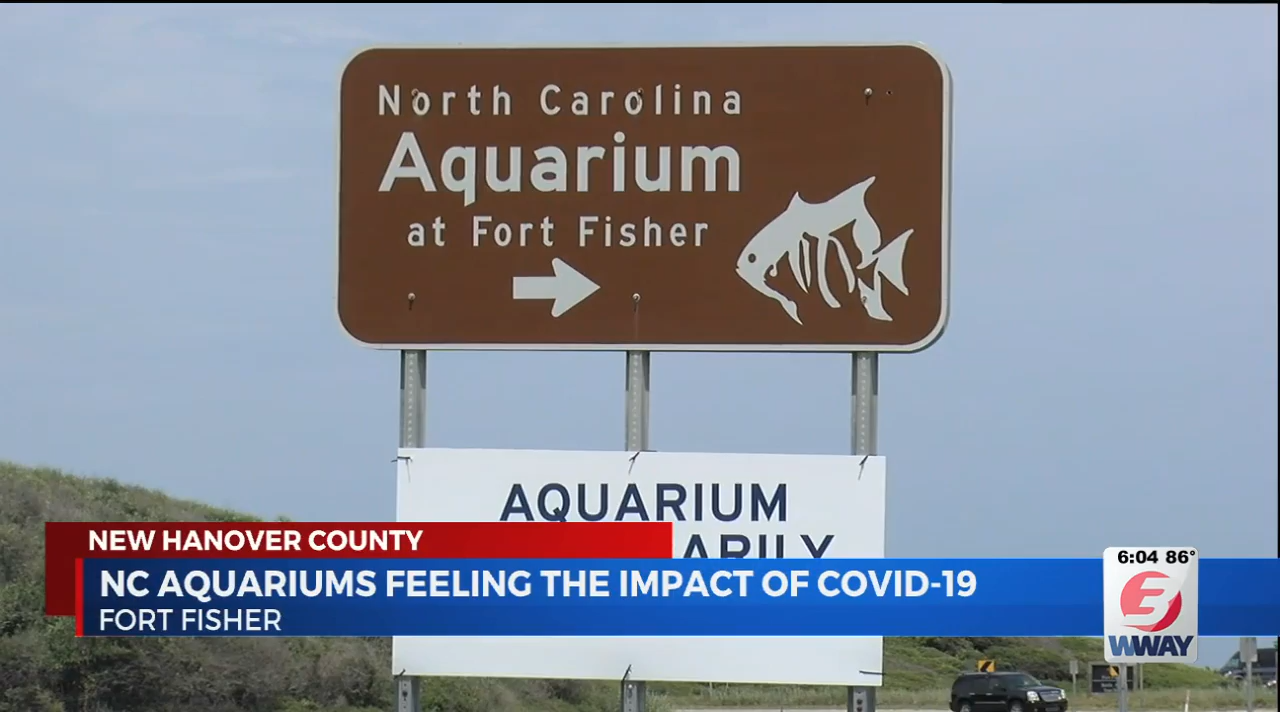 North Carolina
Aquarium
at Fort Fisher
AQUARIUM
NEW HANOVER COUNTY
NC AQUARIUMS FEELING THE IMPACT OF COVID-19
FORT FISHER
6:04 86°
3
WWAY